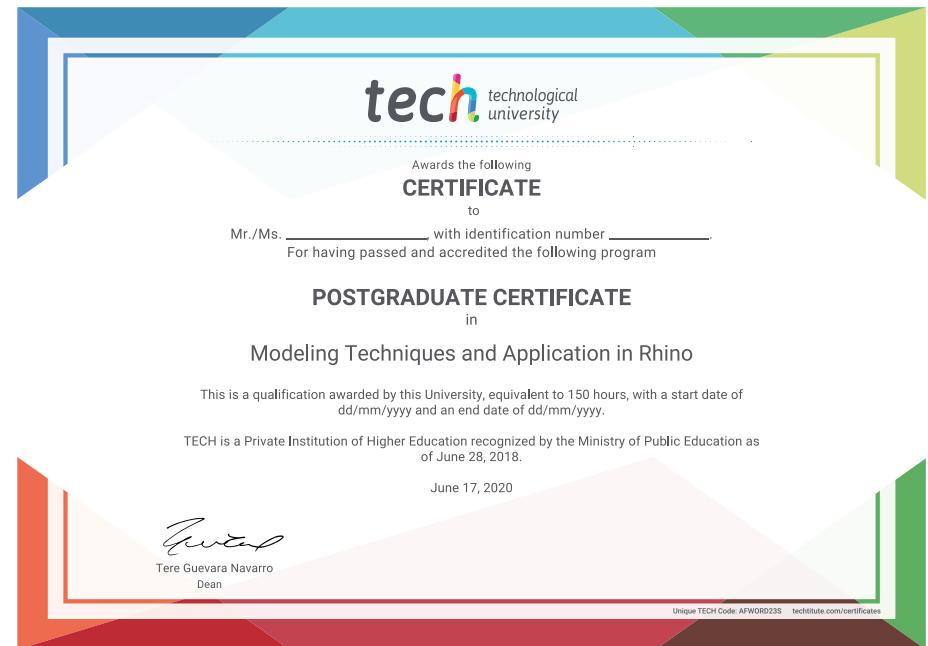 tech technological
university
Awards the following
CERTIFICATE
to
Mr./Ms. ____________________, with identification number ______________.
For having passed and accredited the following program
POSTGRADUATE CERTIFICATE
in
Modeling Techniques and Application in Rhino
This is a qualification awarded by this University, equivalent to 150 hours, with a start date of
dd/mm/yyyy and an end date of dd/mm/yyyy.
TECH is a Private Institution of Higher Education recognized by the Ministry of Public Education as
of June 28, 2018.
June 17, 2020
Tere Guevara Navarro
Dean
Unique TECH Code: AFWORD23S techtitute.com/certificates